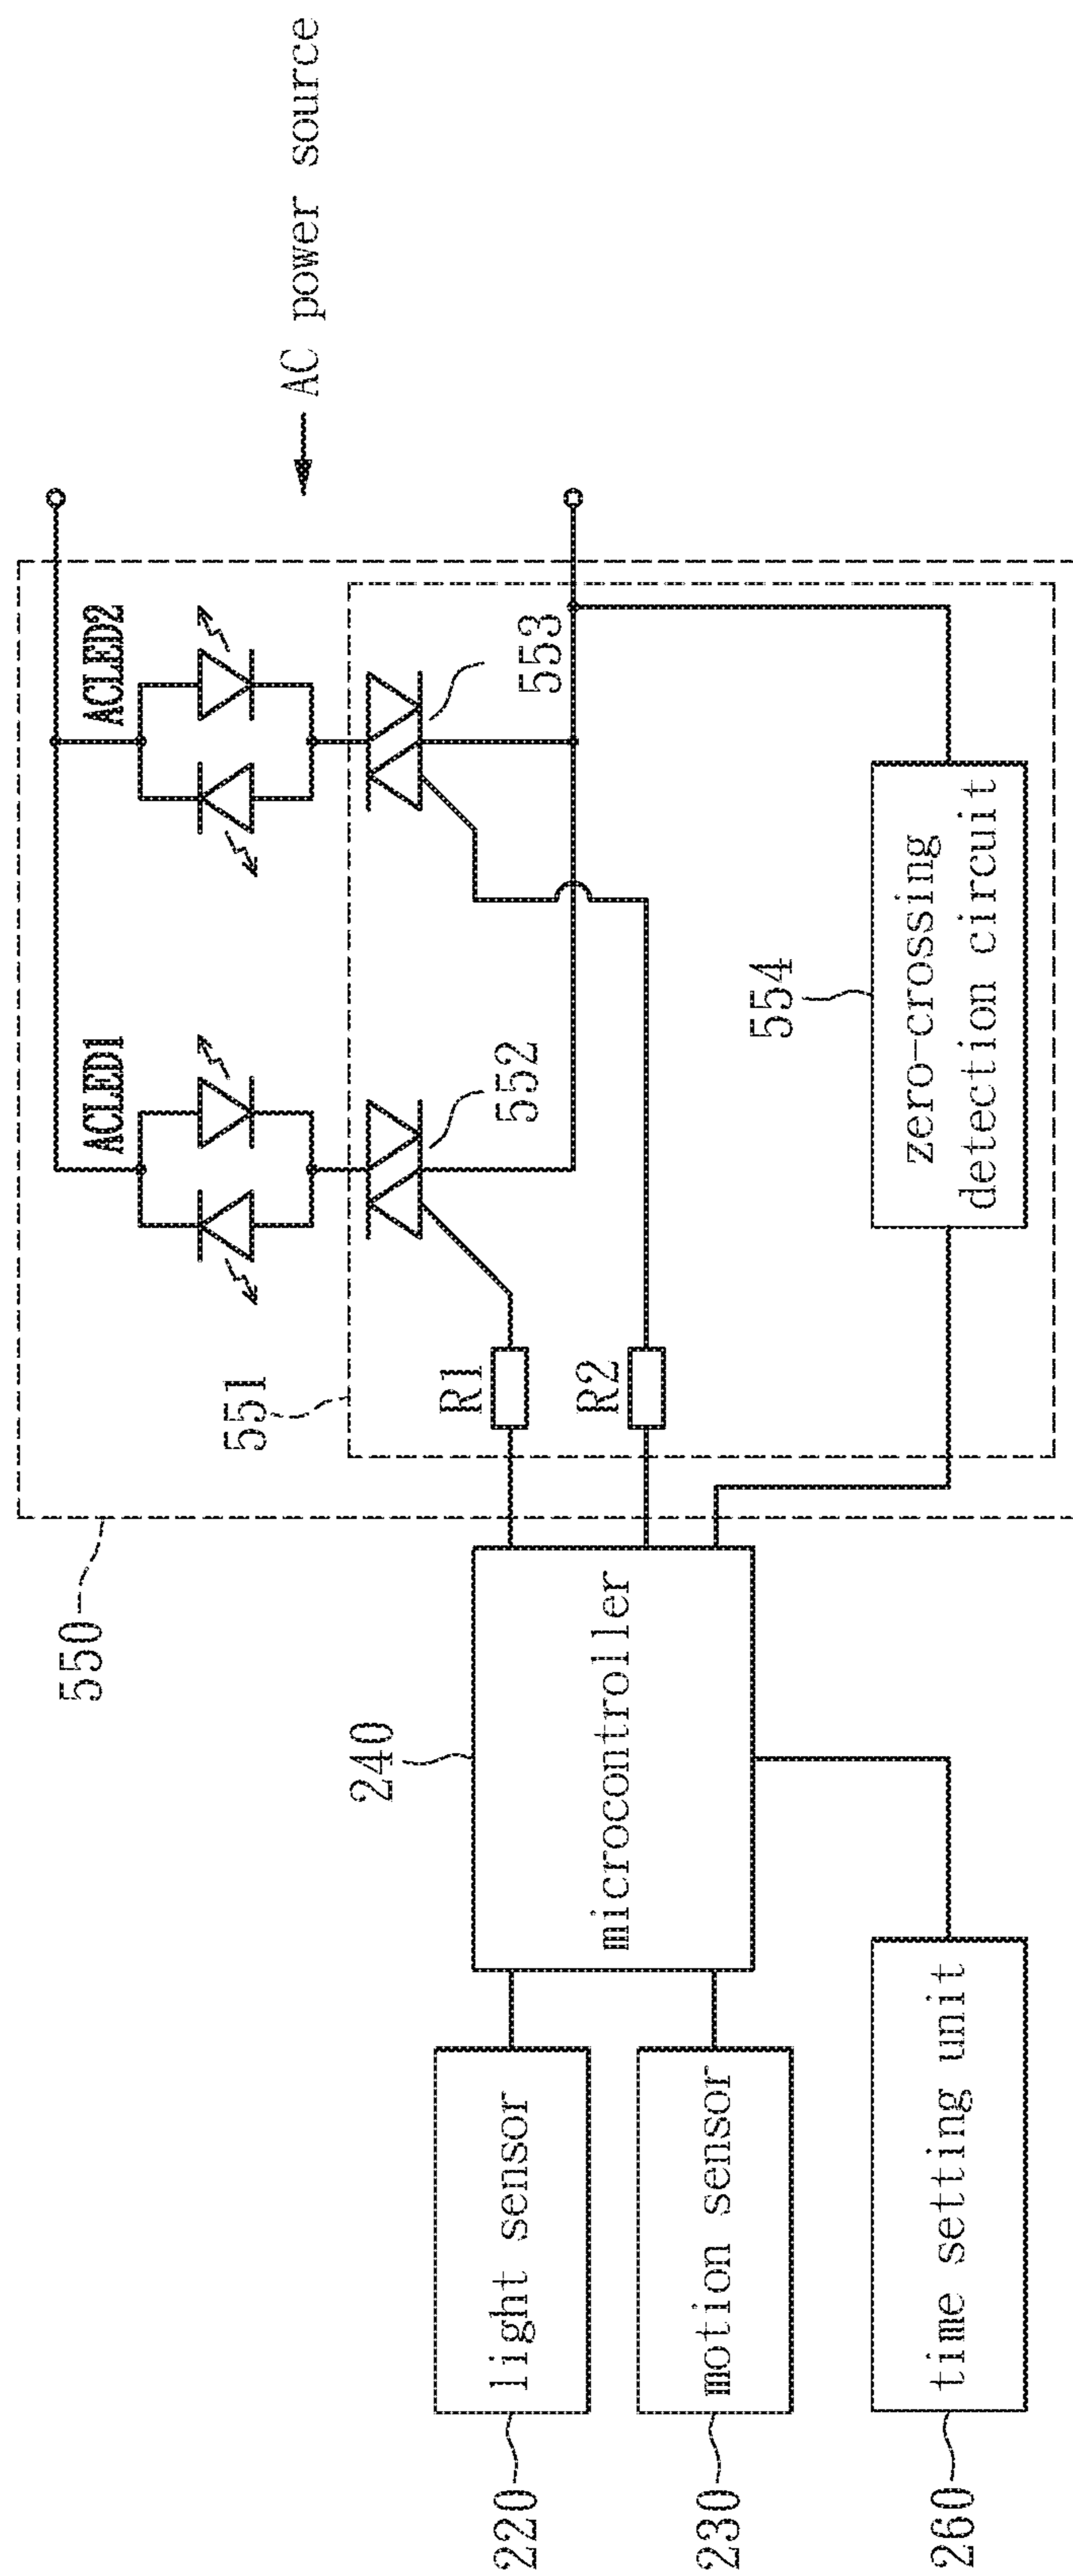 550
551
ACLED1
ACLED2
AC power source
240
R1
552
553
220
light sensor
microcontroller
R2
230
motion sensor
554
zero-crossing
detection circuit
260
time setting unit